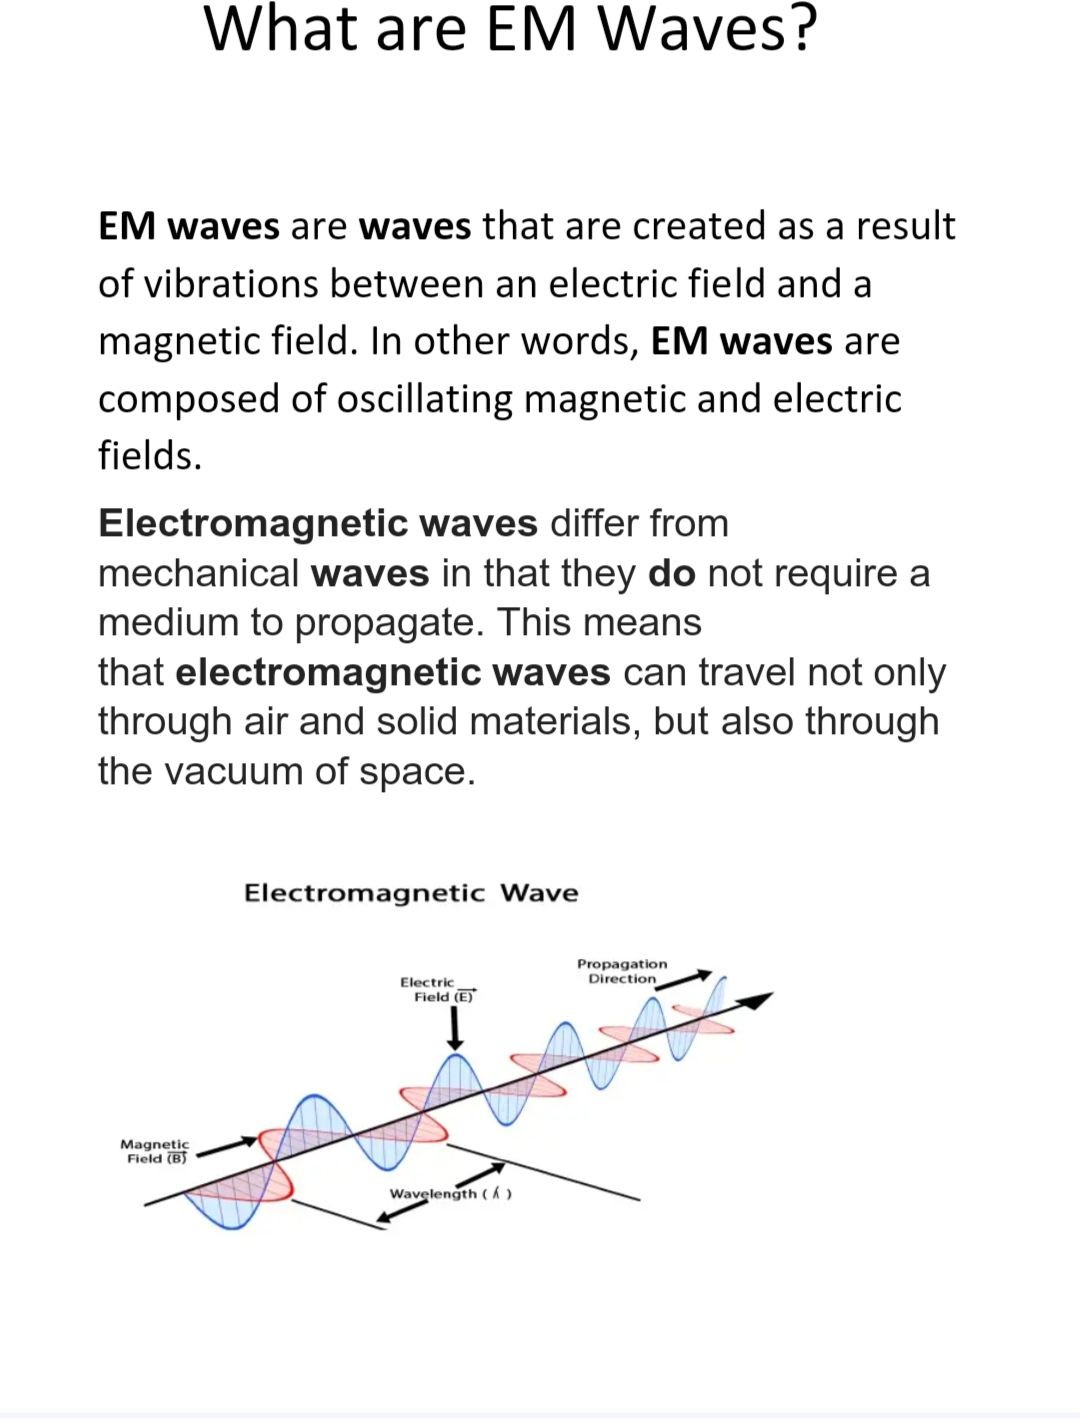 What are EM Waves?
EM waves are waves that are created as a result
of vibrations between an electric field and a
magnetic field. In other words, EM waves are
composed of oscillating magnetic and electric
fields.
Electromagnetic waves differ from
mechanical waves in that they do not require a
medium to propagate. This means
that electromagnetic waves can travel not only
through air and solid materials, but also through
the vacuum of space.
Electromagnetic Wave
Propagation
Direction
Electric
Field (E)
Magnetic
Field (B)
Wavelength (λ)